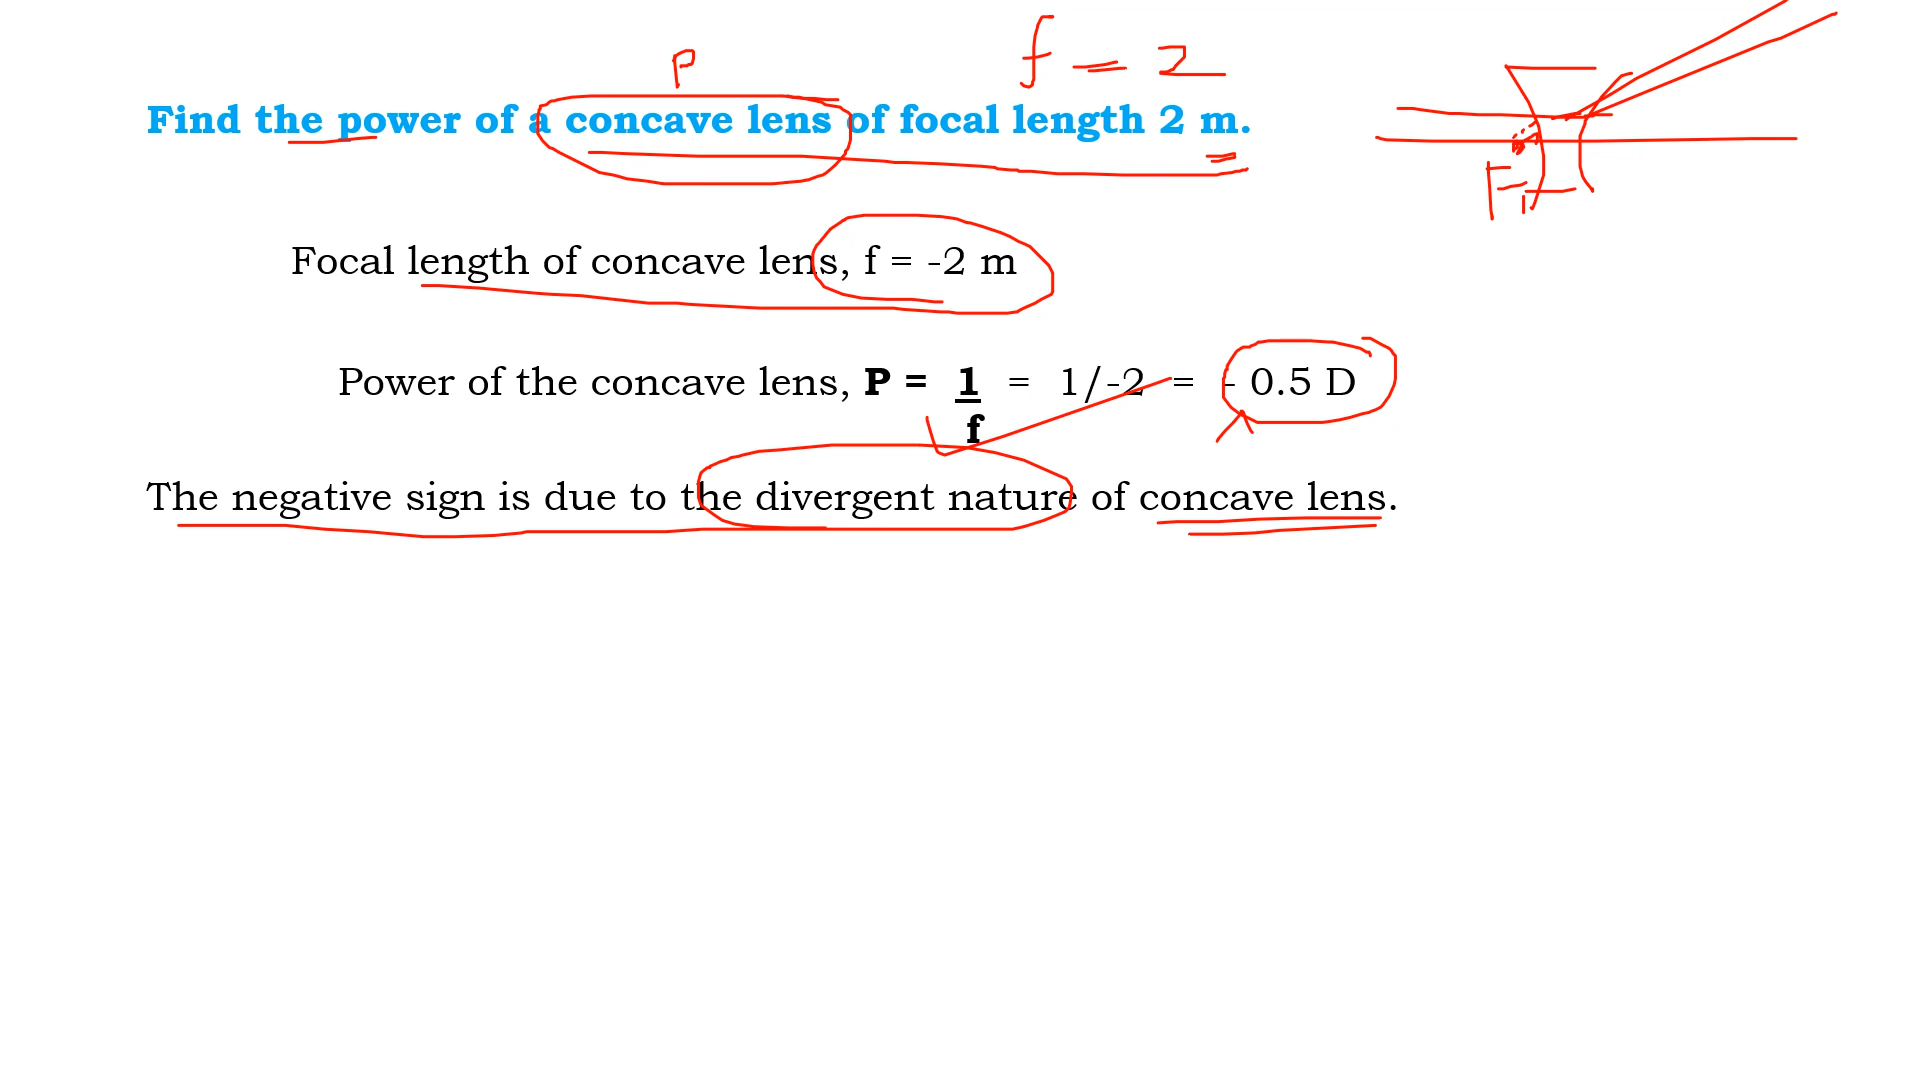 P
f = 2
Find the power of a concave lens of focal length 2 m.
F1
Focal length of concave lens, f = -2 m
Power of the concave lens, P = 1 = 1/-2 = - 0.5 D
f
The negative sign is due to the divergent nature of concave lens.